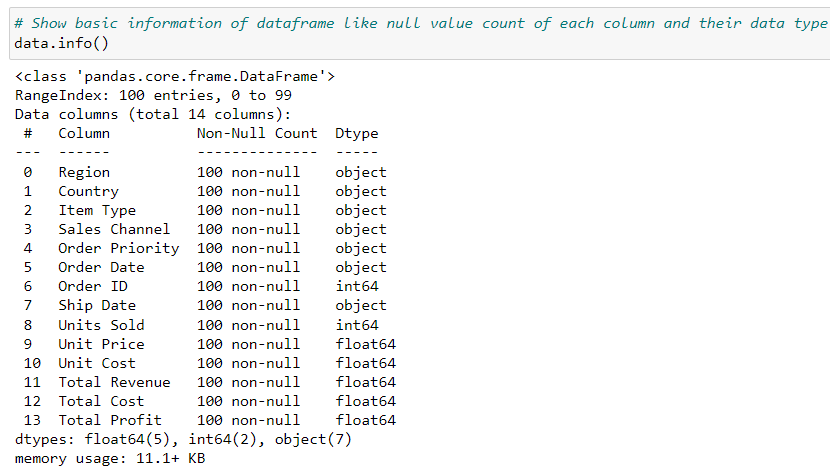 # Show basic information of dataframe like null value count of each column and their data type
data.info()
<class 'pandas.core.frame.DataFrame'>
RangeIndex: 100 entries, 0 to 99
Data columns (total 14 columns):
 #   Column          Non-Null Count  Dtype
---  ------          --------------  -----
 0   Region          100 non-null    object
 1   Country         100 non-null    object
 2   Item Type       100 non-null    object
 3   Sales Channel   100 non-null    object
 4   Order Priority  100 non-null    object
 5   Order Date      100 non-null    object
 6   Order ID        100 non-null    int64
 7   Ship Date       100 non-null    object
 8   Units Sold      100 non-null    int64
 9   Unit Price      100 non-null    float64
 10  Unit Cost       100 non-null    float64
 11  Total Revenue   100 non-null    float64
 12  Total Cost      100 non-null    float64
 13  Total Profit    100 non-null    float64
dtypes: float64(5), int64(2), object(7)
memory usage: 11.1+ KB